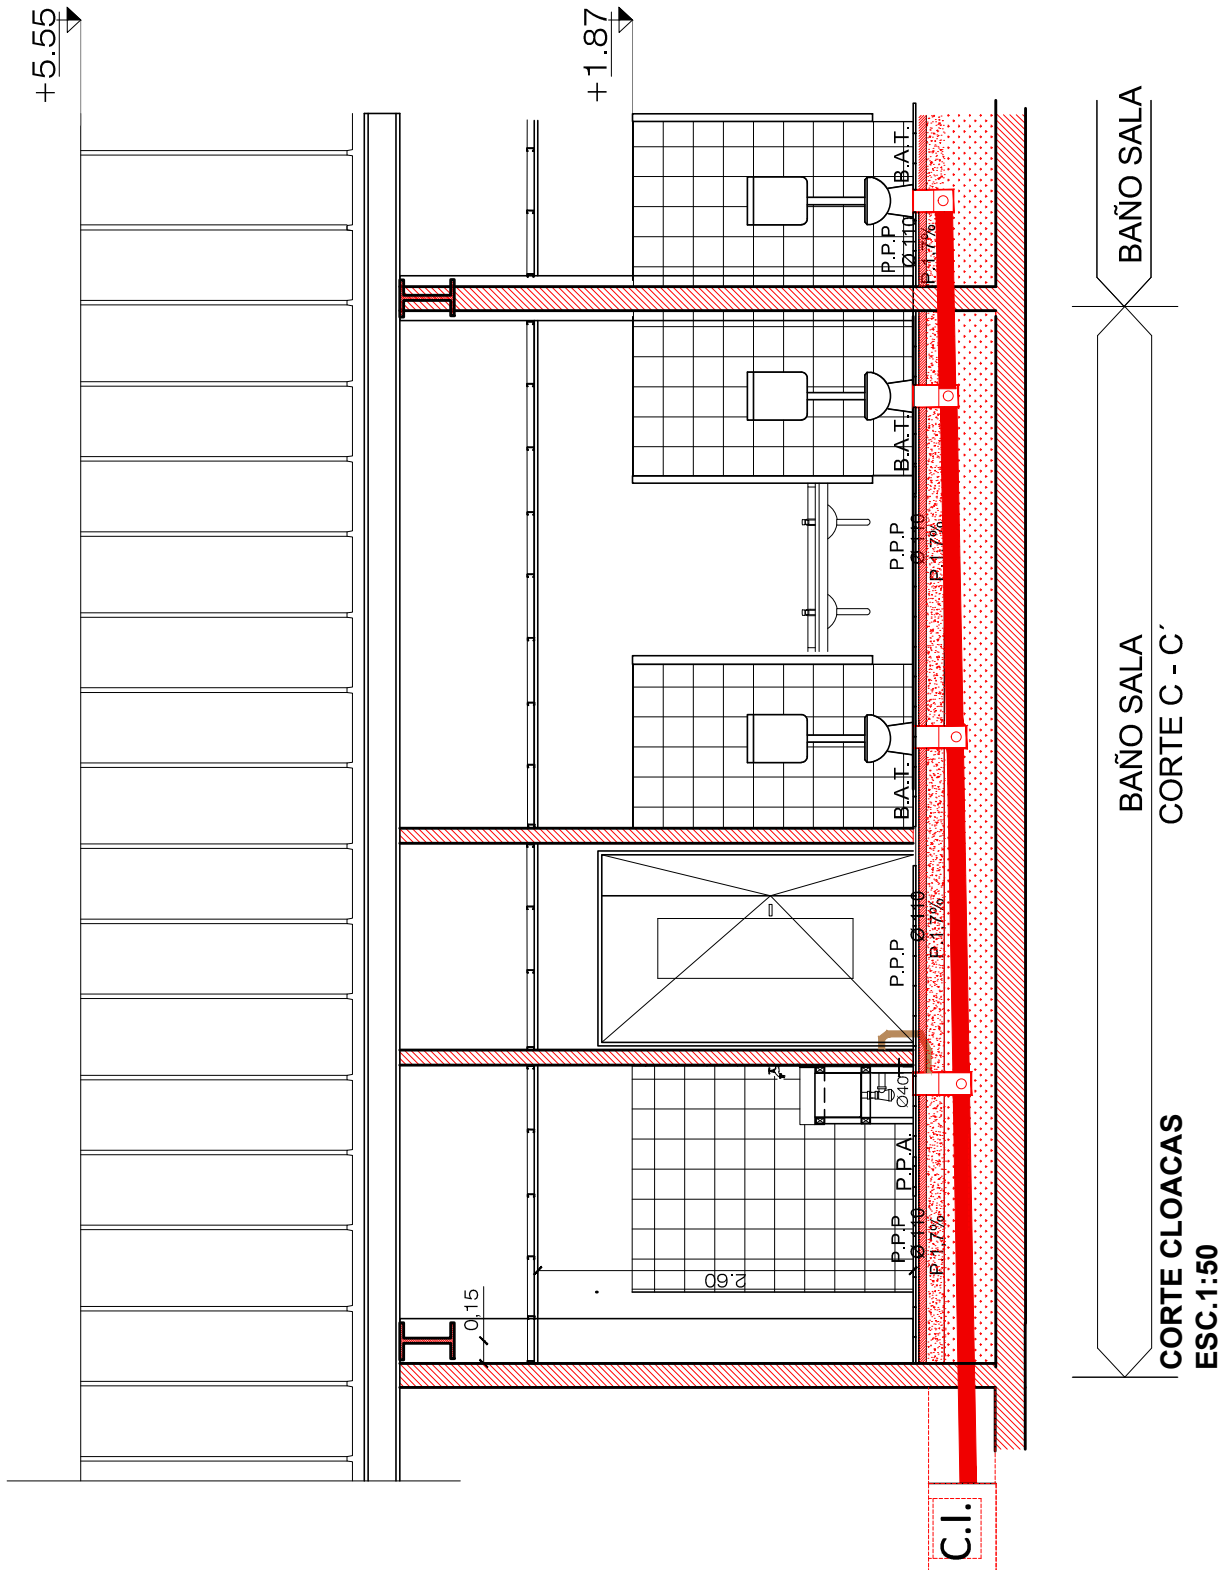 +5.55
+1.87
B.A.T.
P.P.P
Ø 110
P.1.7%
BAÑO SALA
B.A.T.
P.P.P
Ø 110
P.1.7%
B.A.T.
BAÑO SALA
CORTE C - C´
P.P.P
Ø 110
P.1.7%
Ø40
P.P.A.
P.P.P
Ø 110
P.1.7%
2.60
0,15
C.I.
CORTE CLOACAS
ESC.1:50